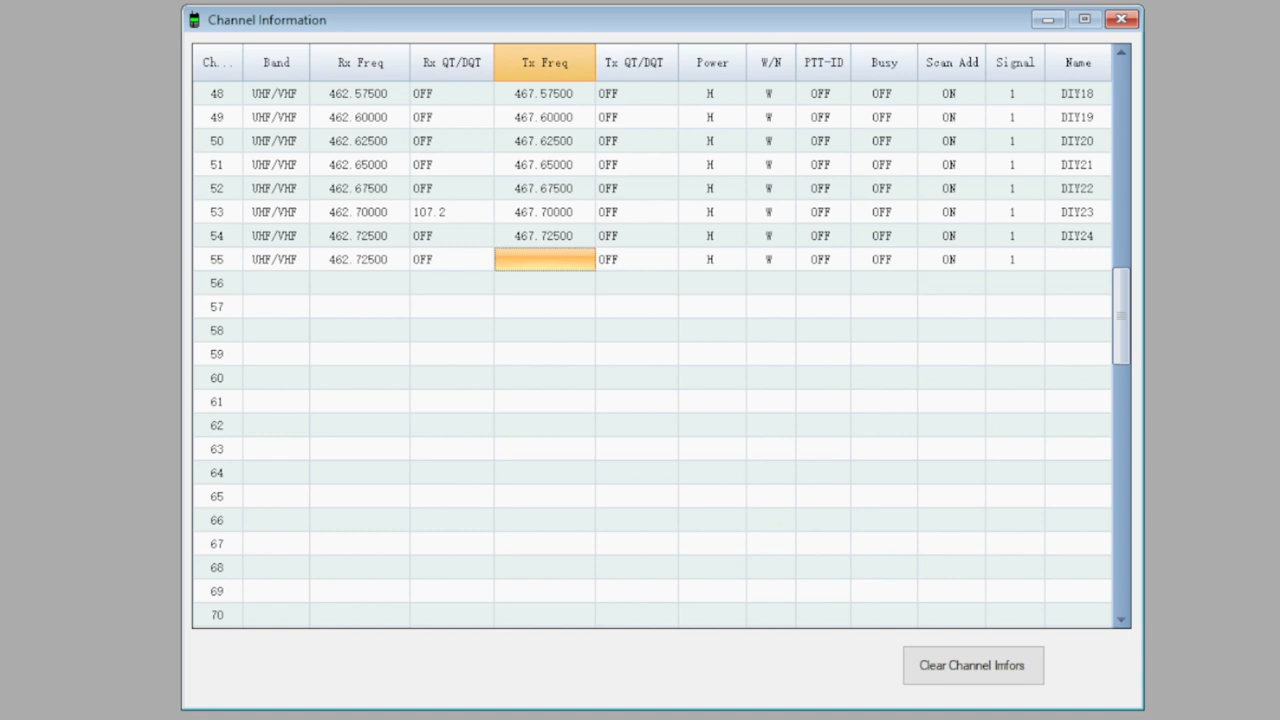 Channel Information
Ch... Band Rx Freq Rx QT/DQT Tx Freq Tx QT/DQT Power W/N PTT-ID Busy Scan Add Signal Name
48 UHF/VHF 462.57500 OFF 467.57500 OFF H W OFF OFF ON 1 DIY18
49 UHF/VHF 462.60000 OFF 467.60000 OFF H W OFF OFF ON 1 DIY19
50 UHF/VHF 462.62500 OFF 467.62500 OFF H W OFF OFF ON 1 DIY20
51 UHF/VHF 462.65000 OFF 467.65000 OFF H W OFF OFF ON 1 DIY21
52 UHF/VHF 462.67500 OFF 467.67500 OFF H W OFF OFF ON 1 DIY22
53 UHF/VHF 462.70000 107.2 467.70000 OFF H W OFF OFF ON 1 DIY23
54 UHF/VHF 462.72500 OFF 467.72500 OFF H W OFF OFF ON 1 DIY24
55 UHF/VHF 462.72500 OFF OFF H W OFF OFF ON 1
56
57
58
59
60
61
62
63
64
65
66
67
68
69
70
Clear Channel Imfors